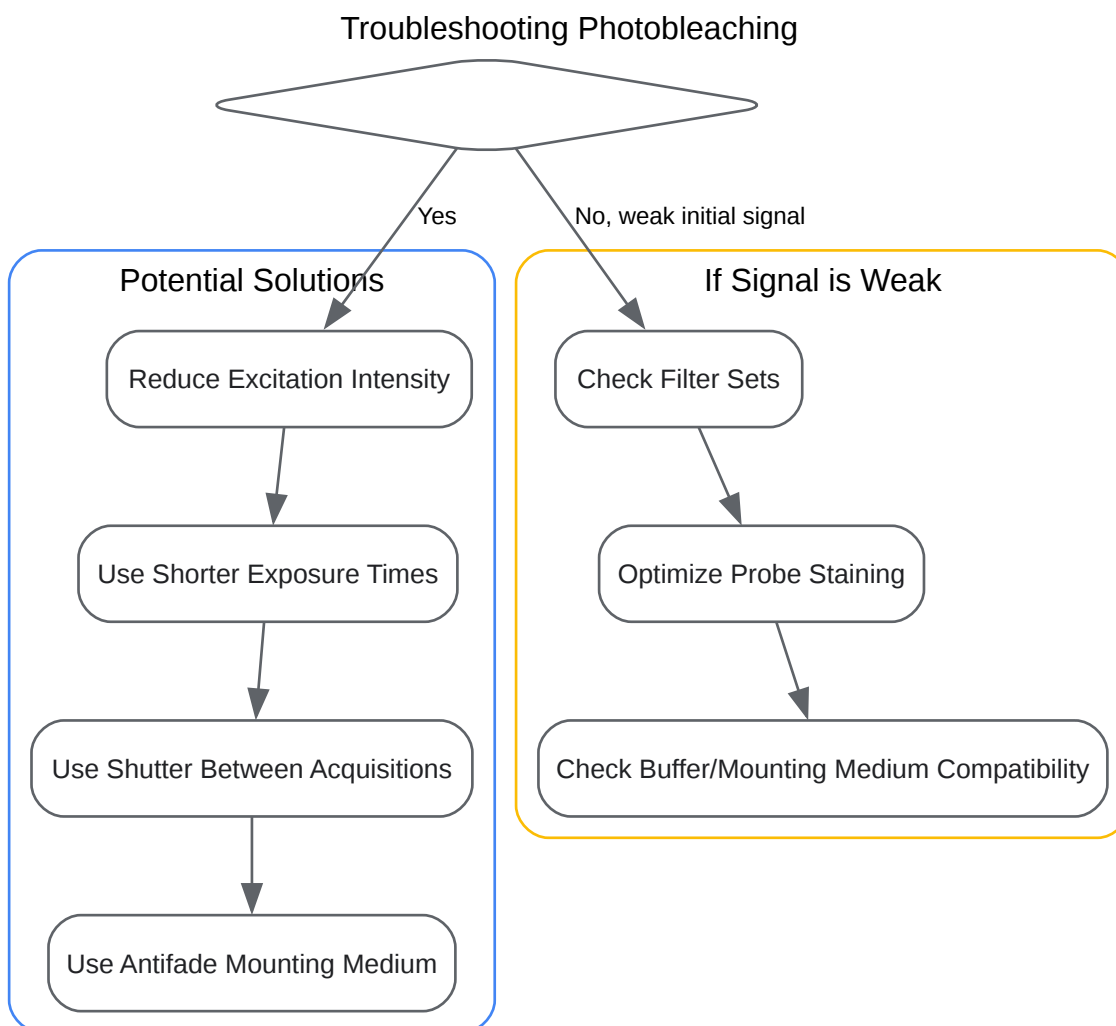 Troubleshooting Photobleaching
Yes
No, weak initial signal
Potential Solutions
If Signal is Weak
Reduce Excitation Intensity
Check Filter Sets
Use Shorter Exposure Times
Optimize Probe Staining
Use Shutter Between Acquisitions
Check Buffer/Mounting Medium Compatibility
Use Antifade Mounting Medium